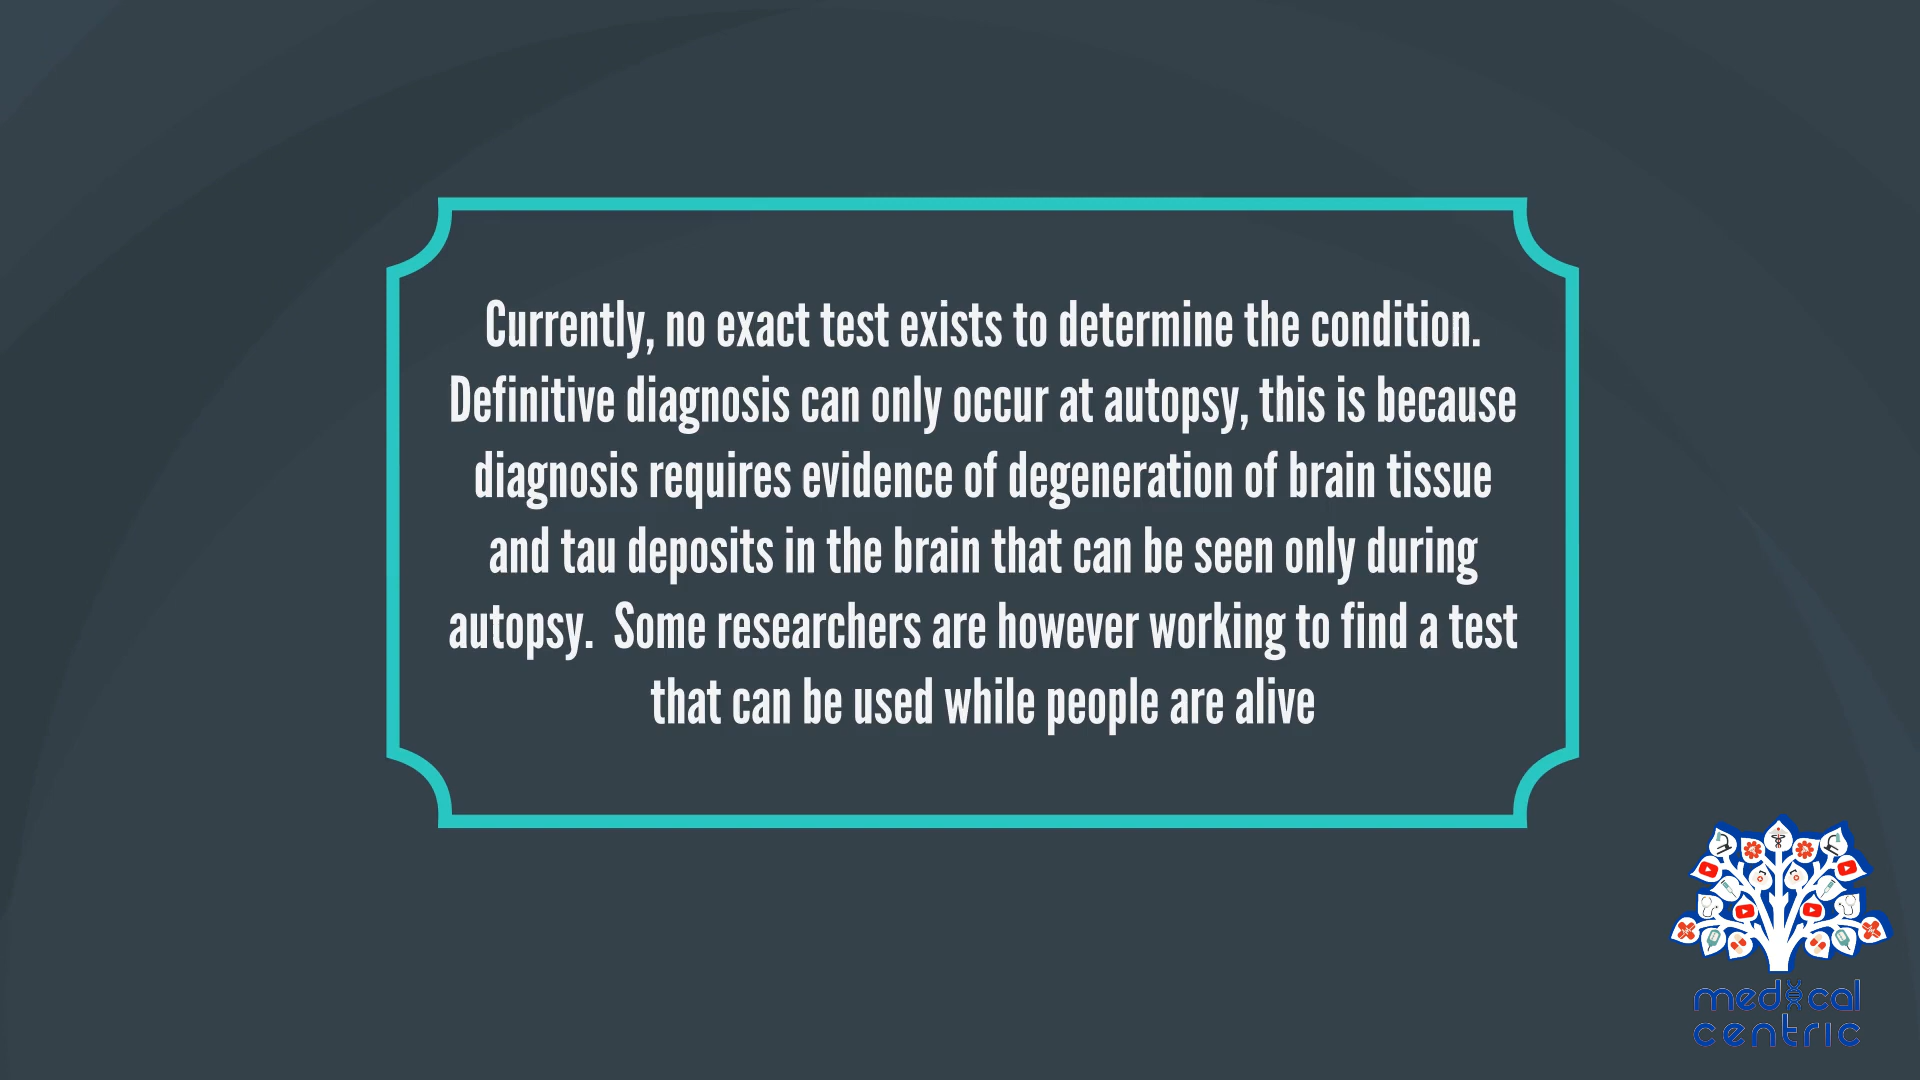 Currently, no exact test exists to determine the condition.
Definitive diagnosis can only occur at autopsy, this is because
diagnosis requires evidence of degeneration of brain tissue
and tau deposits in the brain that can be seen only during
autopsy.  Some researchers are however working to find a test
that can be used while people are alive
medical
centric